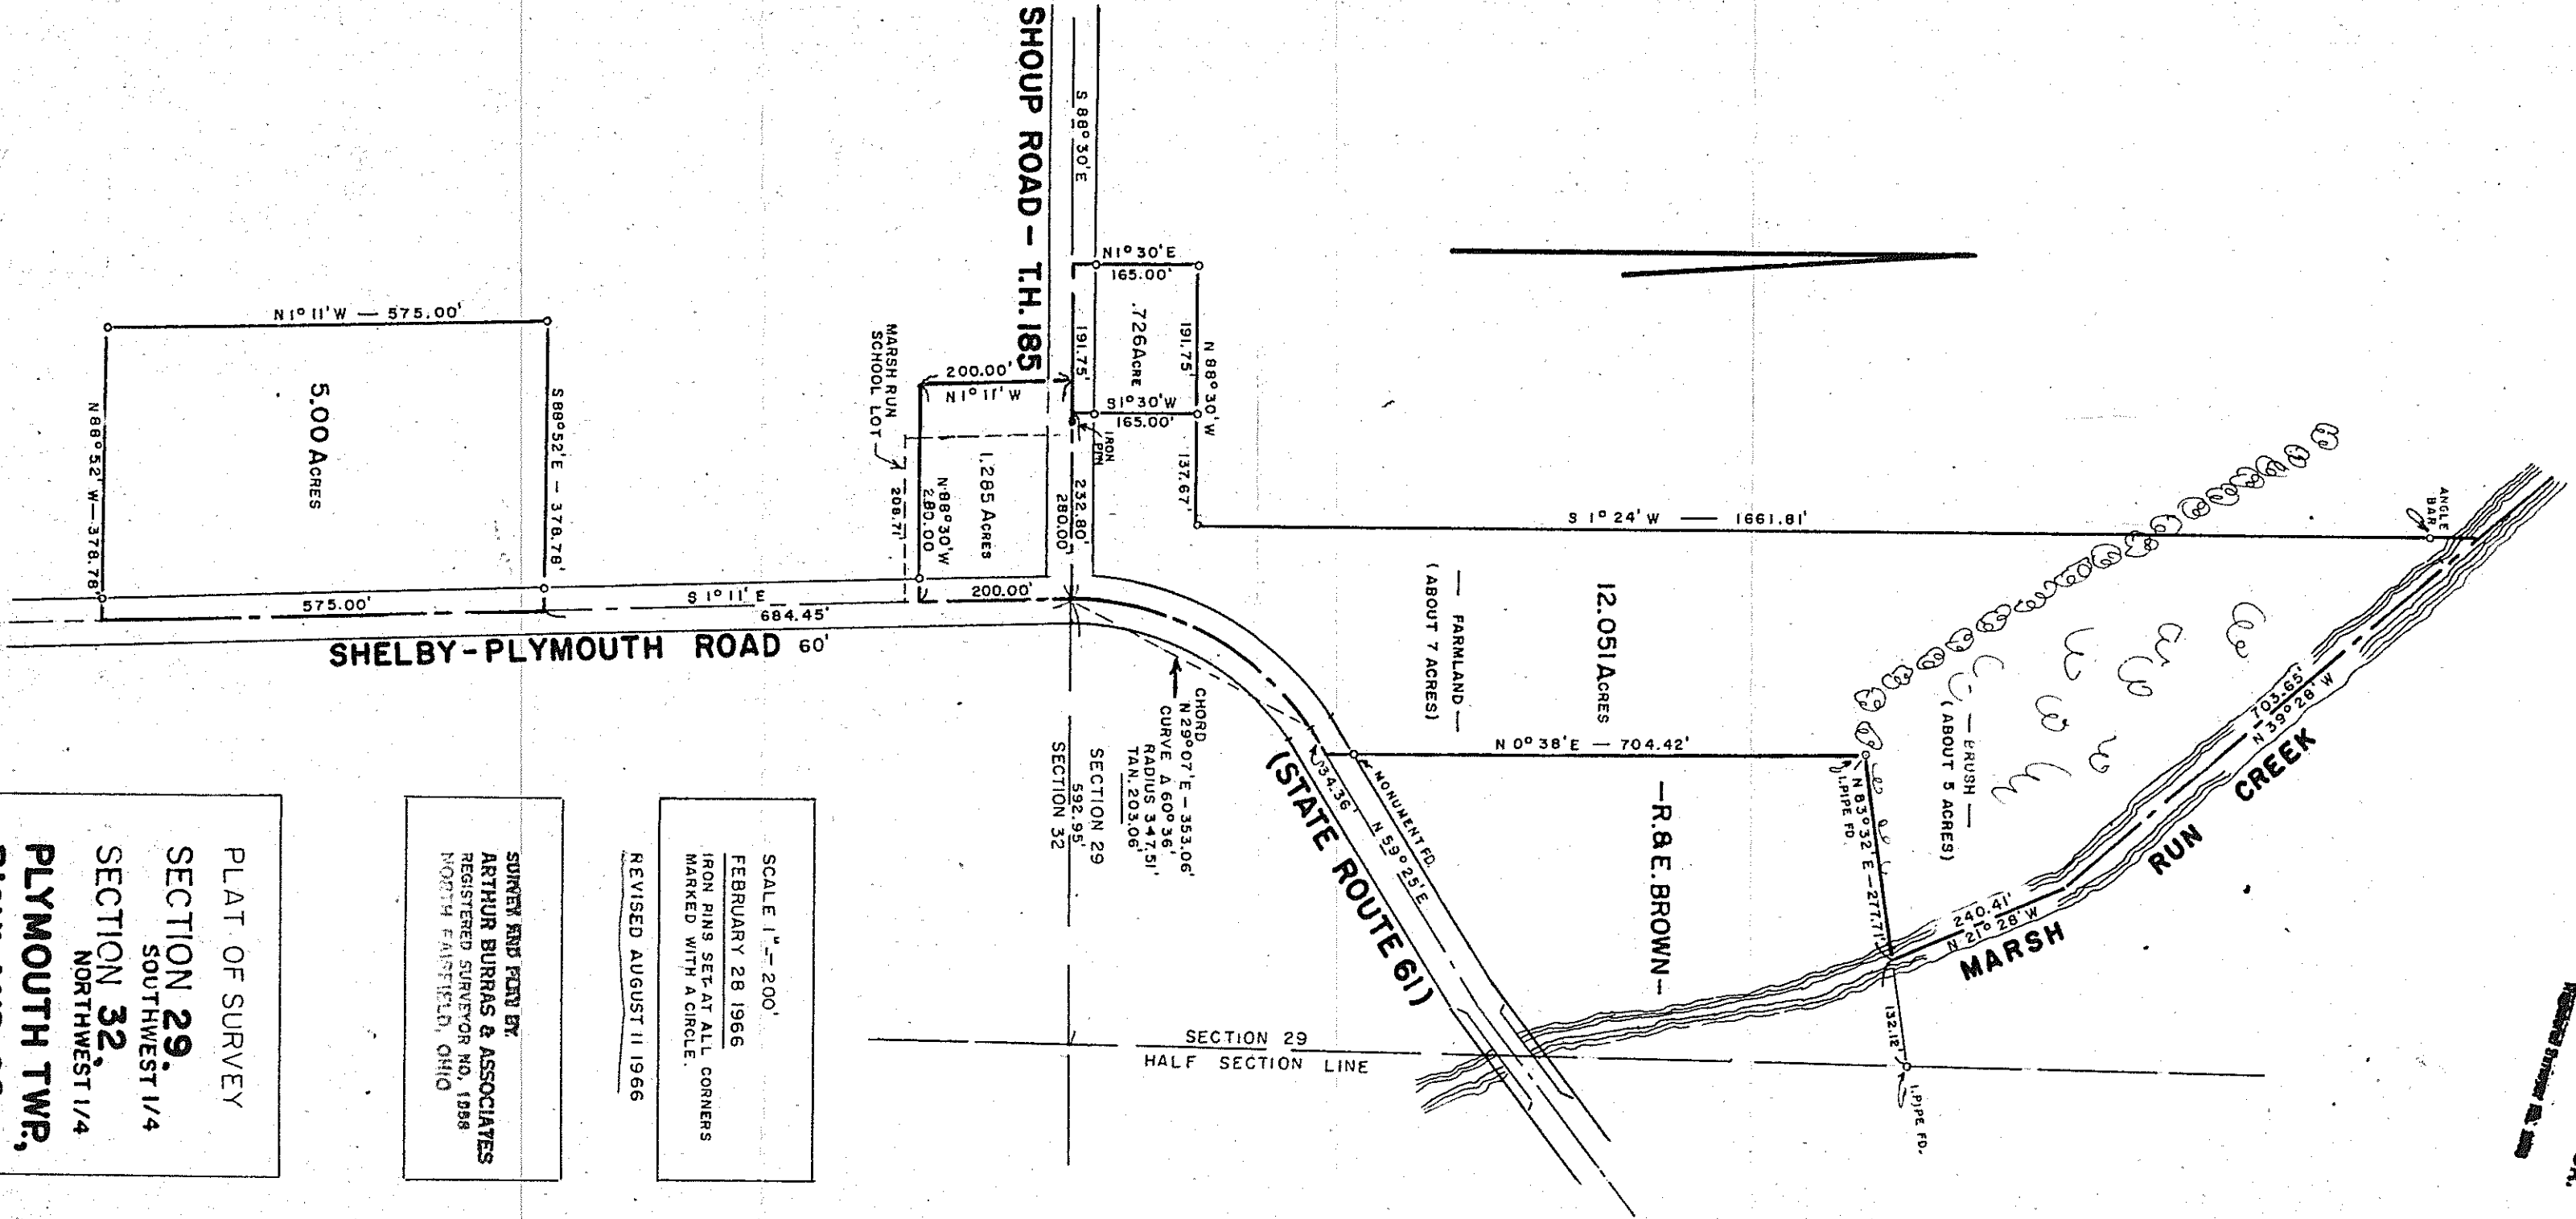 SHOUP ROAD - T.H. 185
S 88° 30' E
N 1° 30' E
165.00'
.726 ACRE
191.75'
191.75'
N 88° 30' W
S 1° 30' W
165.00'
137.67'
IRON
PIN
N 1° 11' W — 575.00'
5.00 ACRES
S 88° 52' E - 378.78'
N 88° 52' W - 378.78'
575.00'
MARSH RUN
SCHOOL LOT
200.00'
N 1° 11' W
1.285 ACRES
N 88° 30' W
280.00
208.71'
232.80'
280.00'
200.00'
S 1° 11' E
684.45'
SHELBY-PLYMOUTH ROAD 60'
S 1° 24' W — 1661.81'
ANGLE
BAR
12.051 ACRES
— FARMLAND —
(ABOUT 7 ACRES)
— BRUSH —
(ABOUT 5 ACRES)
N 0° 38' E — 704.42'
703.65'
N 39° 28' W
MARSH RUN CREEK
240.41'
N 21° 28' W
I. PIPE FD.
N 83° 32' E - 277.71'
132.12'
I. PIPE FD.
— R. & E. BROWN —
MONUMENT FD.
34.36'
N 59° 25' E
(STATE ROUTE 61)
CHORD
N 29° 07' E - 353.06'
CURVE Δ 60° 36'
RADIUS 347.51'
TAN. 203.06'
SECTION 29
592.95'
SECTION 32
SECTION 29
HALF SECTION LINE
SCALE 1" - 200'
FEBRUARY 28 1966
IRON PINS SET AT ALL CORNERS
MARKED WITH A CIRCLE.
REVISED AUGUST 11 1966
SURVEY AND PLAT BY
ARTHUR BURRAS & ASSOCIATES
REGISTERED SURVEYOR NO.
NORTH FAIRFIELD, OHIO
PLAT OF SURVEY
SECTION 29,
SOUTHWEST 1/4
SECTION 32,
NORTHWEST 1/4
PLYMOUTH TWP.,